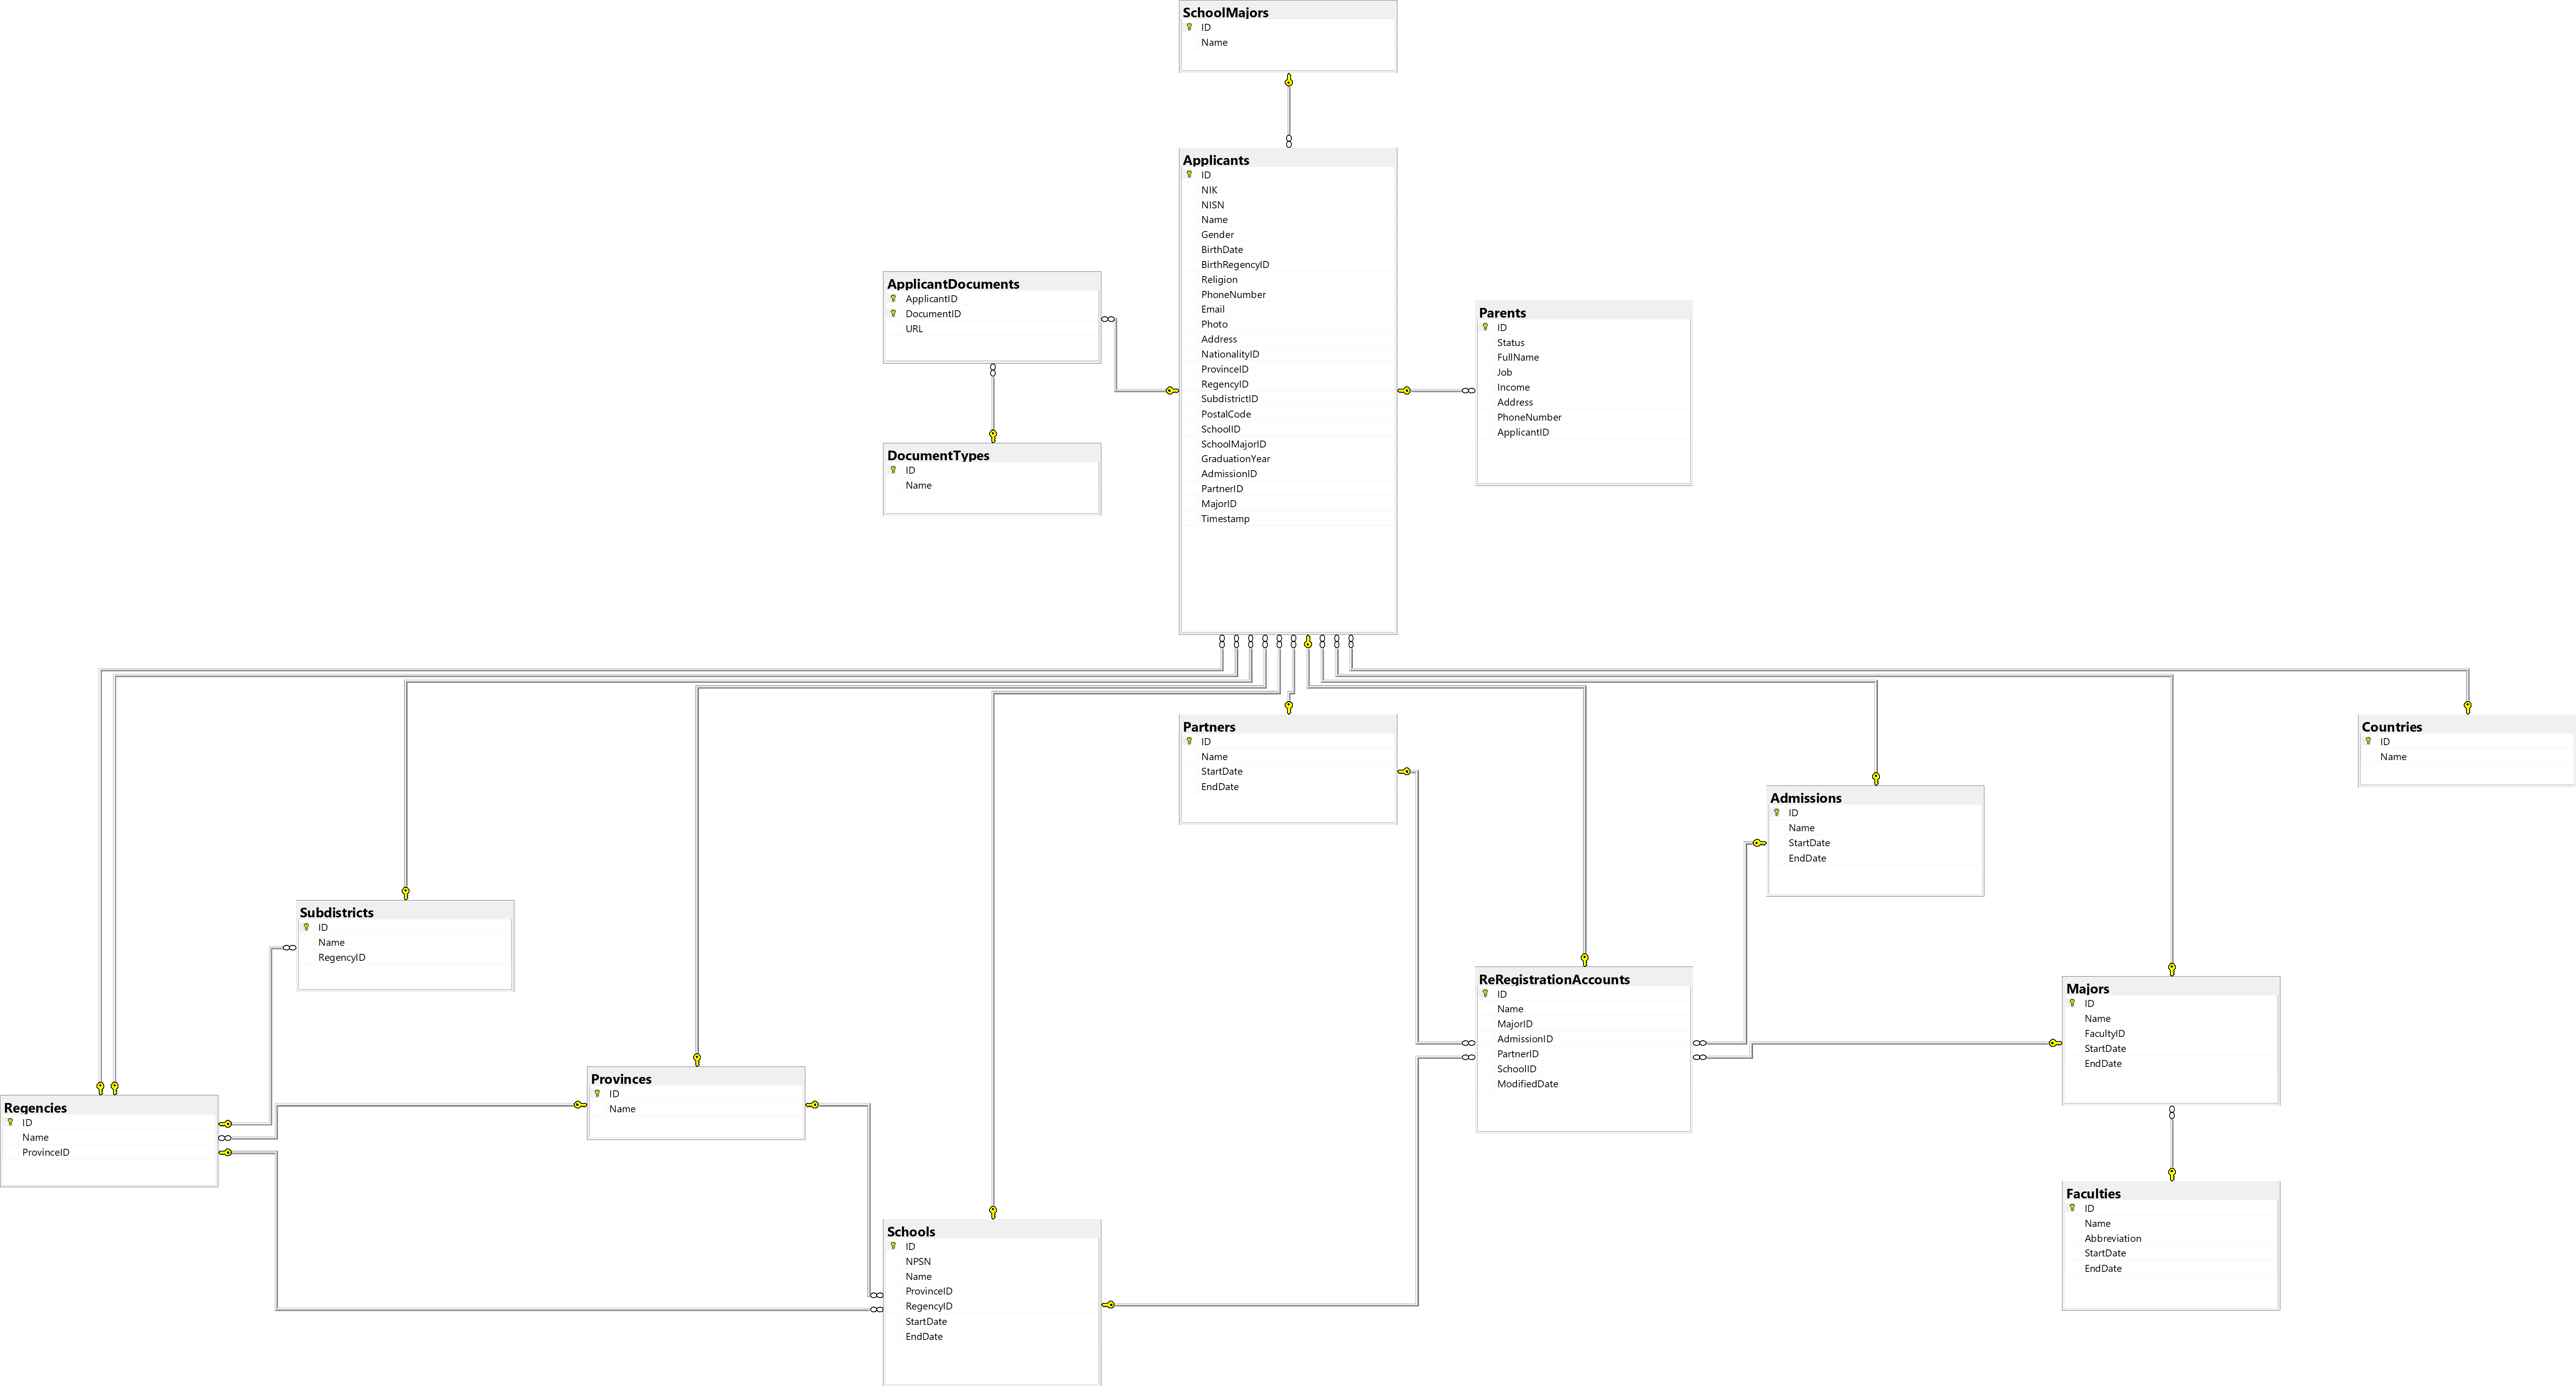 SchoolMajors
ID
Name
Applicants
ID
NIK
NISN
Name
Gender
BirthDate
BirthRegencyID
Religion
PhoneNumber
Email
Photo
Address
NationalityID
ProvinceID
RegencyID
SubdistrictID
PostalCode
SchoolID
SchoolMajorID
GraduationYear
AdmissionID
PartnerID
MajorID
Timestamp
ApplicantDocuments
ApplicantID
DocumentID
URL
DocumentTypes
ID
Name
Parents
ID
Status
FullName
Job
Income
Address
PhoneNumber
ApplicantID
Partners
ID
Name
StartDate
EndDate
Countries
ID
Name
Admissions
ID
Name
StartDate
EndDate
Subdistricts
ID
Name
RegencyID
ReRegistrationAccounts
ID
Name
MajorID
AdmissionID
PartnerID
SchoolID
ModifiedDate
Majors
ID
Name
FacultyID
StartDate
EndDate
Provinces
ID
Name
Regencies
ID
Name
ProvinceID
Faculties
ID
Name
Abbreviation
StartDate
EndDate
Schools
ID
NPSN
Name
ProvinceID
RegencyID
StartDate
EndDate